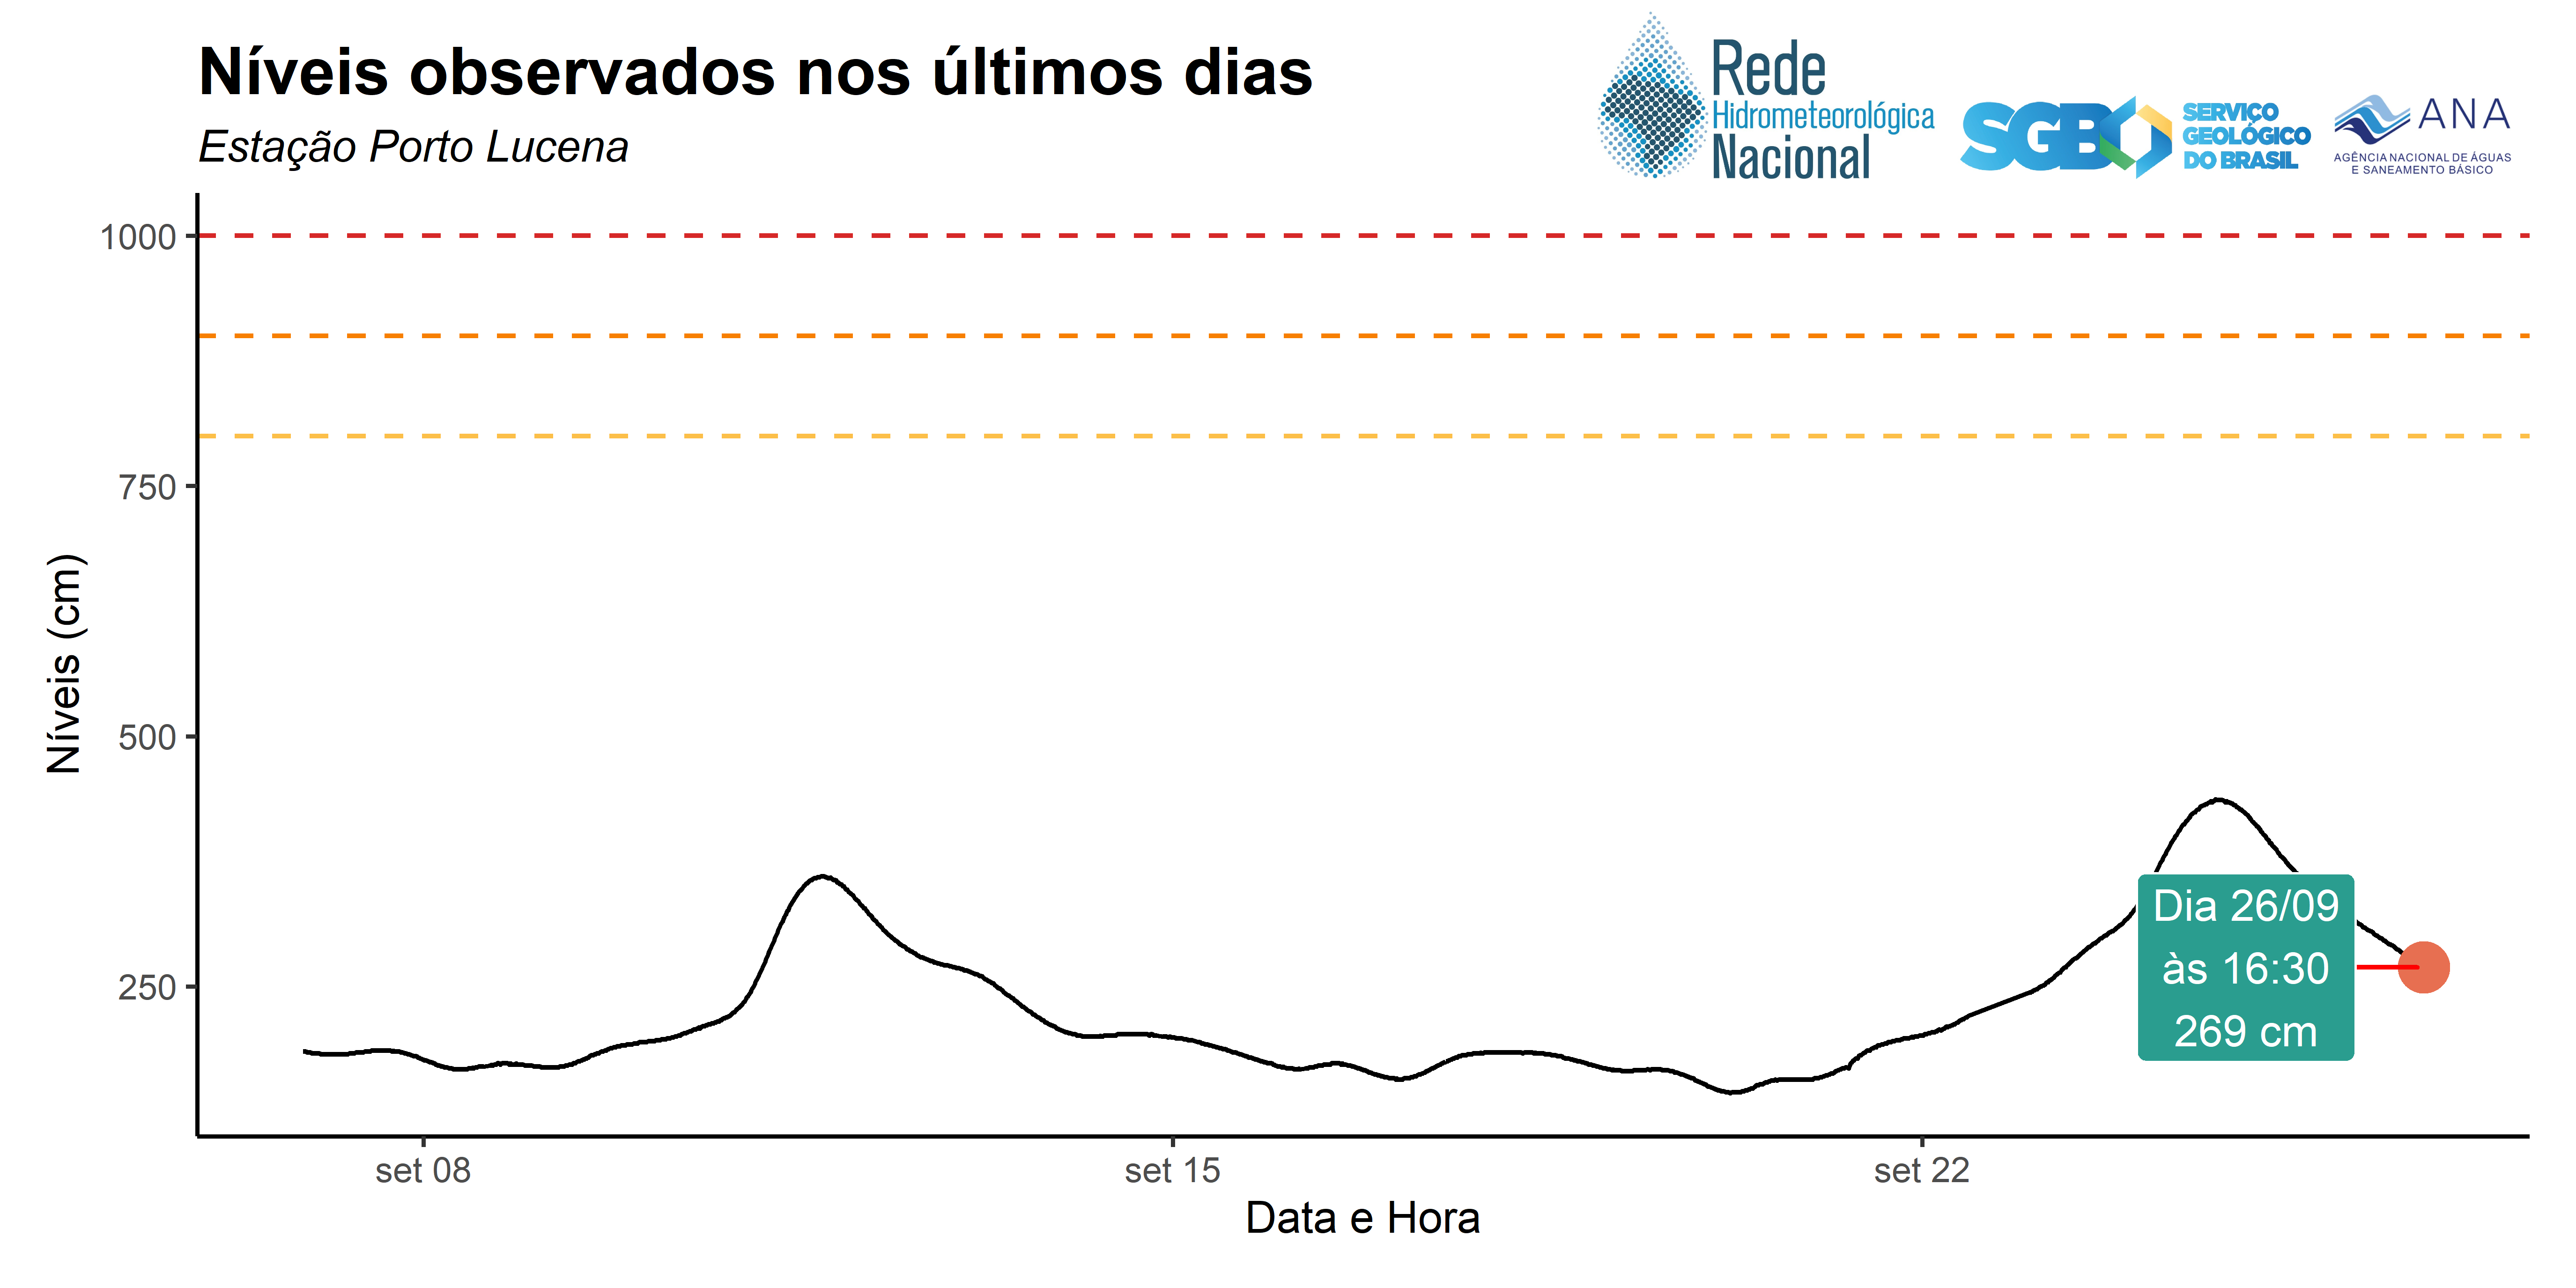 Níveis observados nos últimos dias
Estação Porto Lucena
Rede
Hidrometeorológica
Nacional
SGB
SERVIÇO
GEOLÓGICO
DO BRASIL
ANA
AGÊNCIA NACIONAL DE ÁGUAS
E SANEAMENTO BÁSICO
1000
750
500
250
Níveis (cm)
Dia 26/09
às 16:30
269 cm
set 08
set 15
set 22
Data e Hora